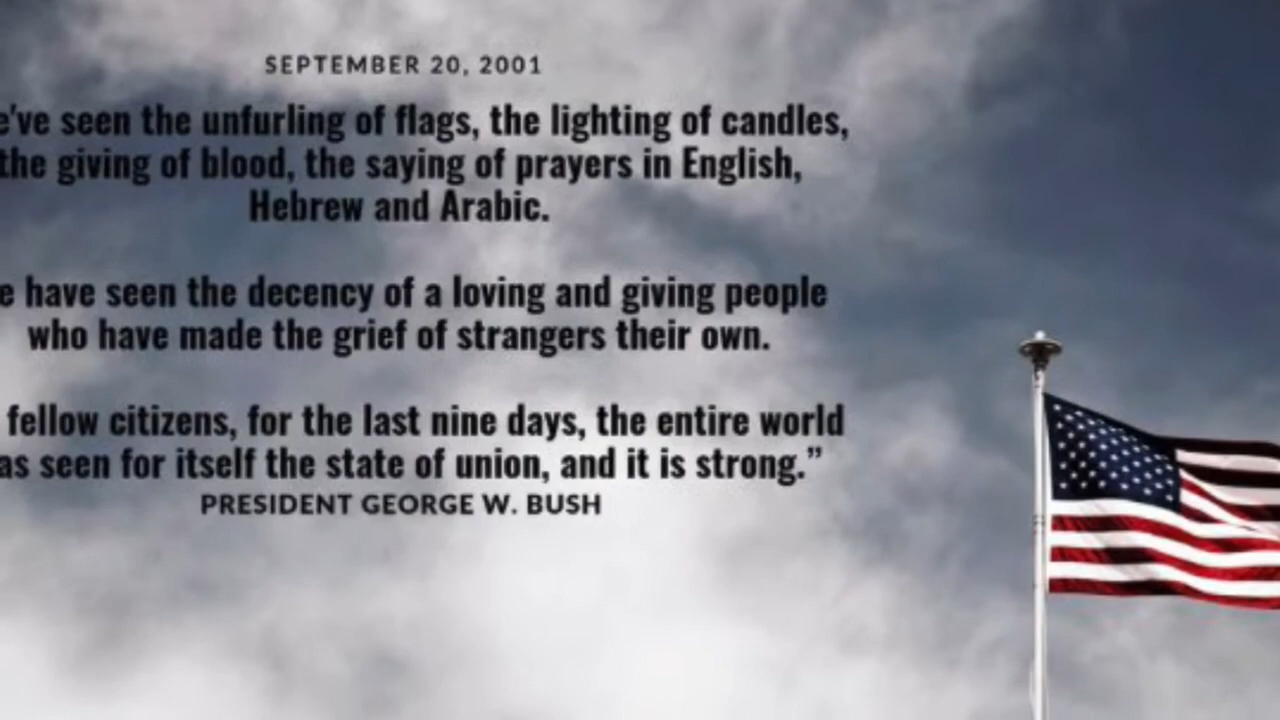 SEPTEMBER 20, 2001
e've seen the unfurling of flags, the lighting of candles,
the giving of blood, the saying of prayers in English,
Hebrew and Arabic.
e have seen the decency of a loving and giving people
who have made the grief of strangers their own.
fellow citizens, for the last nine days, the entire world
as seen for itself the state of union, and it is strong.”
PRESIDENT GEORGE W. BUSH